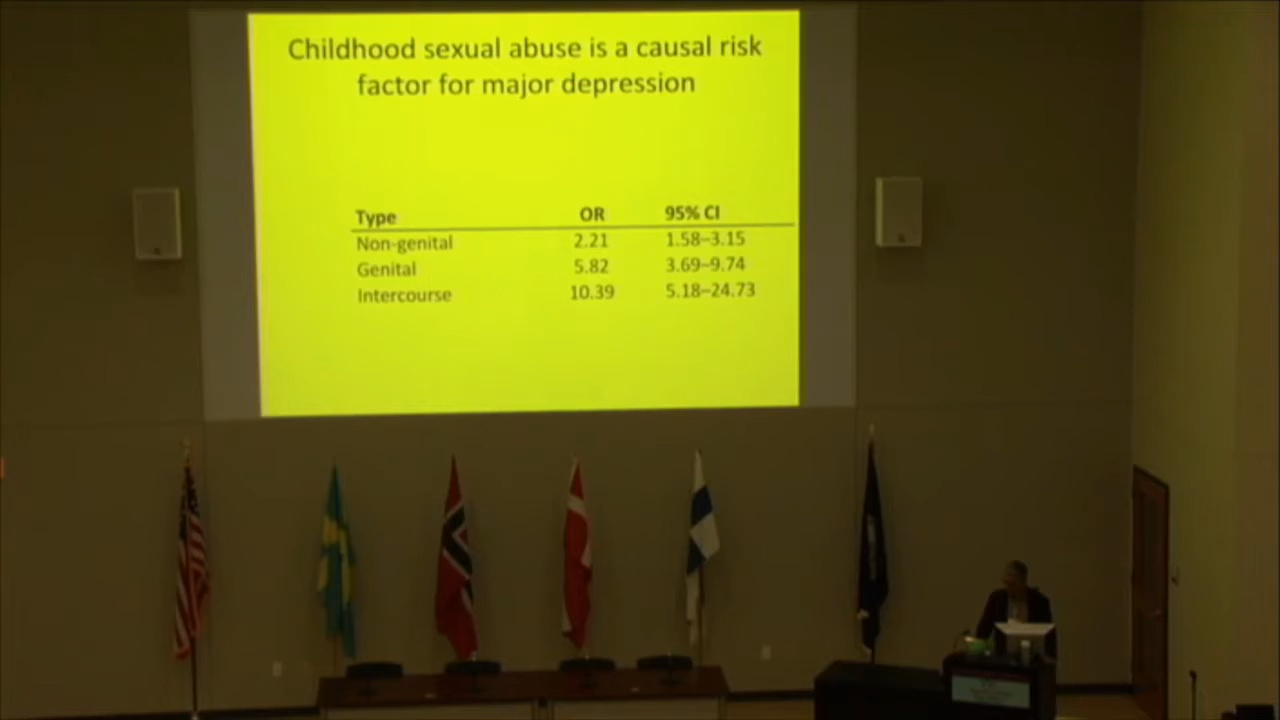 Childhood sexual abuse is a causal risk
factor for major depression
Type OR 95% CI
Non-genital 2.21 1.58–3.15
Genital 5.82 3.69–9.74
Intercourse 10.39 5.18–24.73